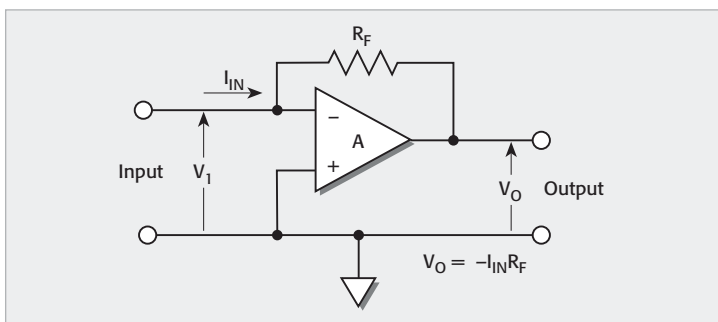 R_F
I_IN
−
A
+
Input V_1
V_O Output
V_O = −I_IN R_F